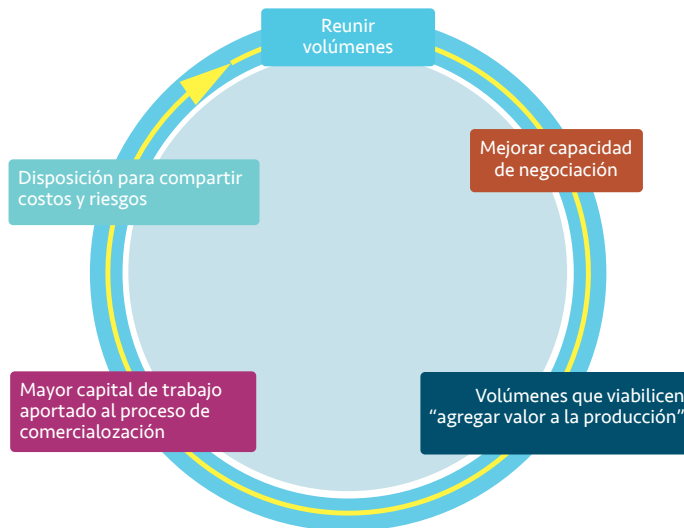 Reunir
volúmenes
Mejorar capacidad
de negociación
Disposición para compartir
costos y riesgos
Mayor capital de trabajo
aportado al proceso de
comercialozación
Volúmenes que viabilicen
“agregar valor a la producción”